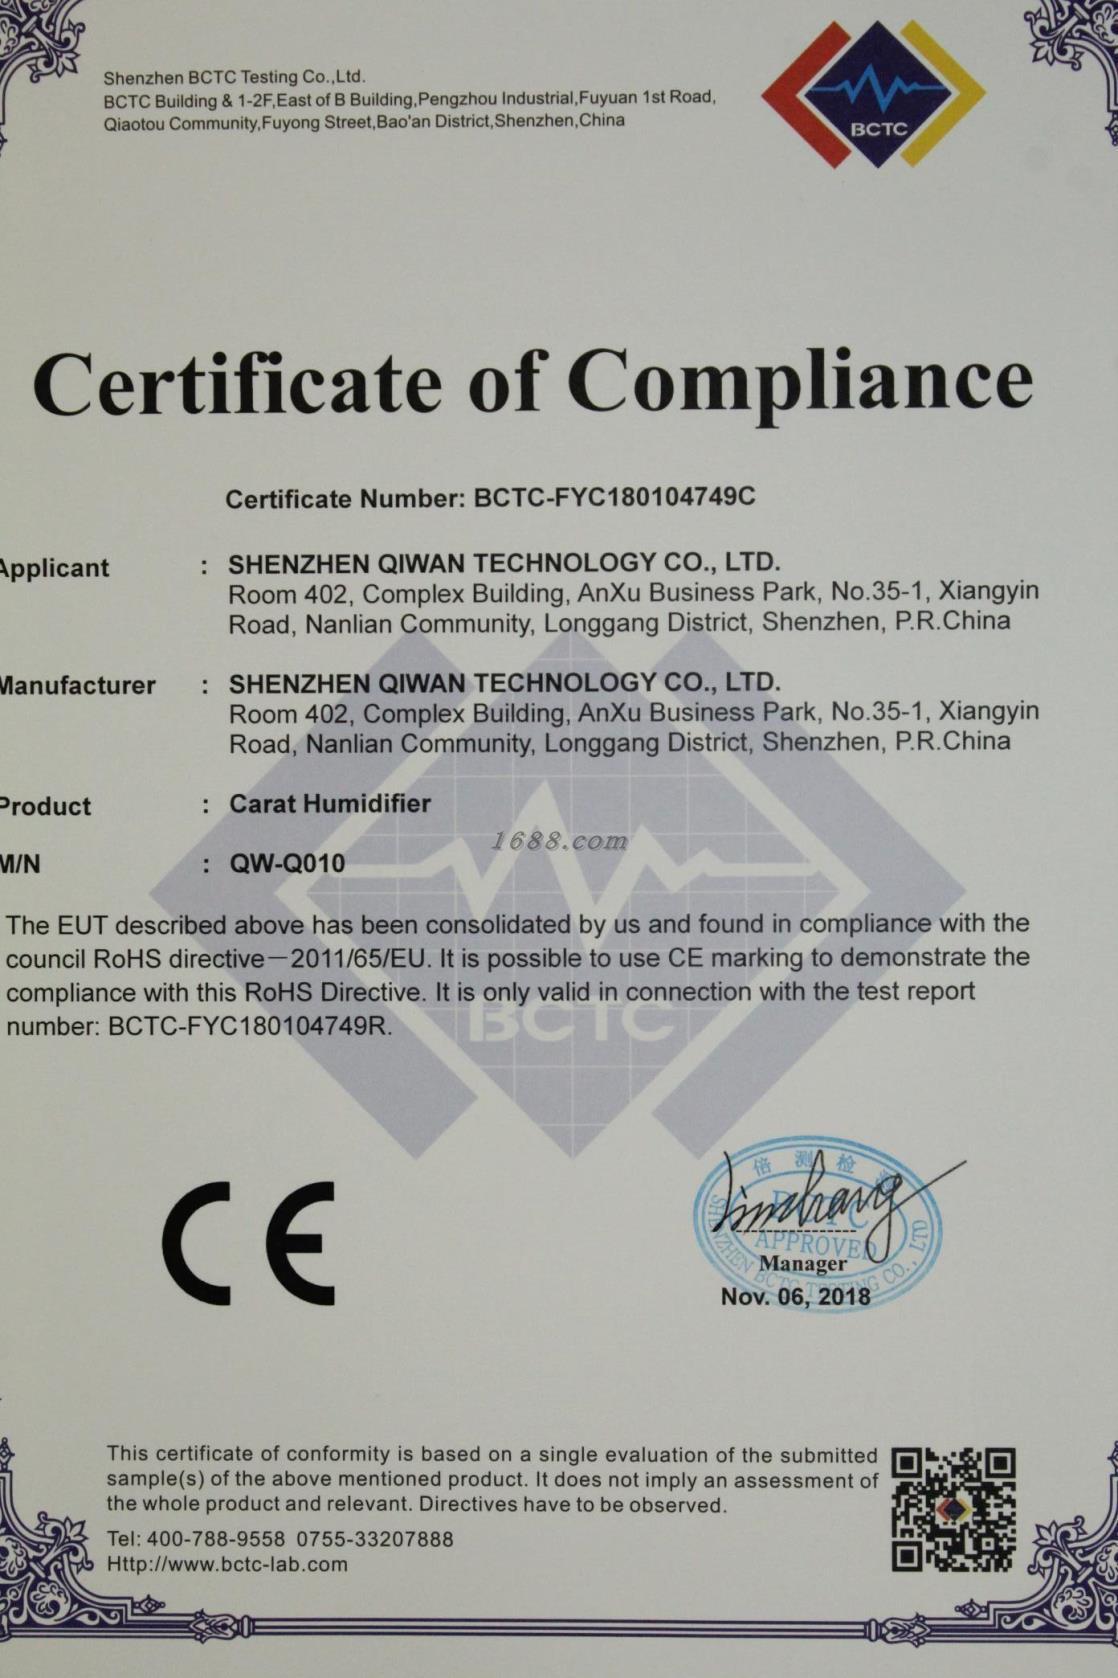 Shenzhen BCTC Testing Co.,Ltd.
BCTC Building & 1-2F,East of B Building,Pengzhou Industrial,Fuyuan 1st Road,
Qiaotou Community,Fuyong Street,Bao'an District,Shenzhen,China
BCTC
Certificate of Compliance
Certificate Number: BCTC-FYC180104749C
Applicant : SHENZHEN QIWAN TECHNOLOGY CO., LTD.
Room 402, Complex Building, AnXu Business Park, No.35-1, Xiangyin
Road, Nanlian Community, Longgang District, Shenzhen, P.R.China
Manufacturer : SHENZHEN QIWAN TECHNOLOGY CO., LTD.
Room 402, Complex Building, AnXu Business Park, No.35-1, Xiangyin
Road, Nanlian Community, Longgang District, Shenzhen, P.R.China
Product : Carat Humidifier
1688.com
M/N : QW-Q010
The EUT described above has been consolidated by us and found in compliance with the
council RoHS directive—2011/65/EU. It is possible to use CE marking to demonstrate the
compliance with this RoHS Directive. It is only valid in connection with the test report
number: BCTC-FYC180104749R.
BCTC
CE
倍测检
BCTC
APPROVED
SHENZHEN BCTC TESTING CO., LTD
Manager
Nov. 06, 2018
This certificate of conformity is based on a single evaluation of the submitted
sample(s) of the above mentioned product. It does not imply an assessment of
the whole product and relevant. Directives have to be observed.
Tel: 400-788-9558 0755-33207888
Http://www.bctc-lab.com